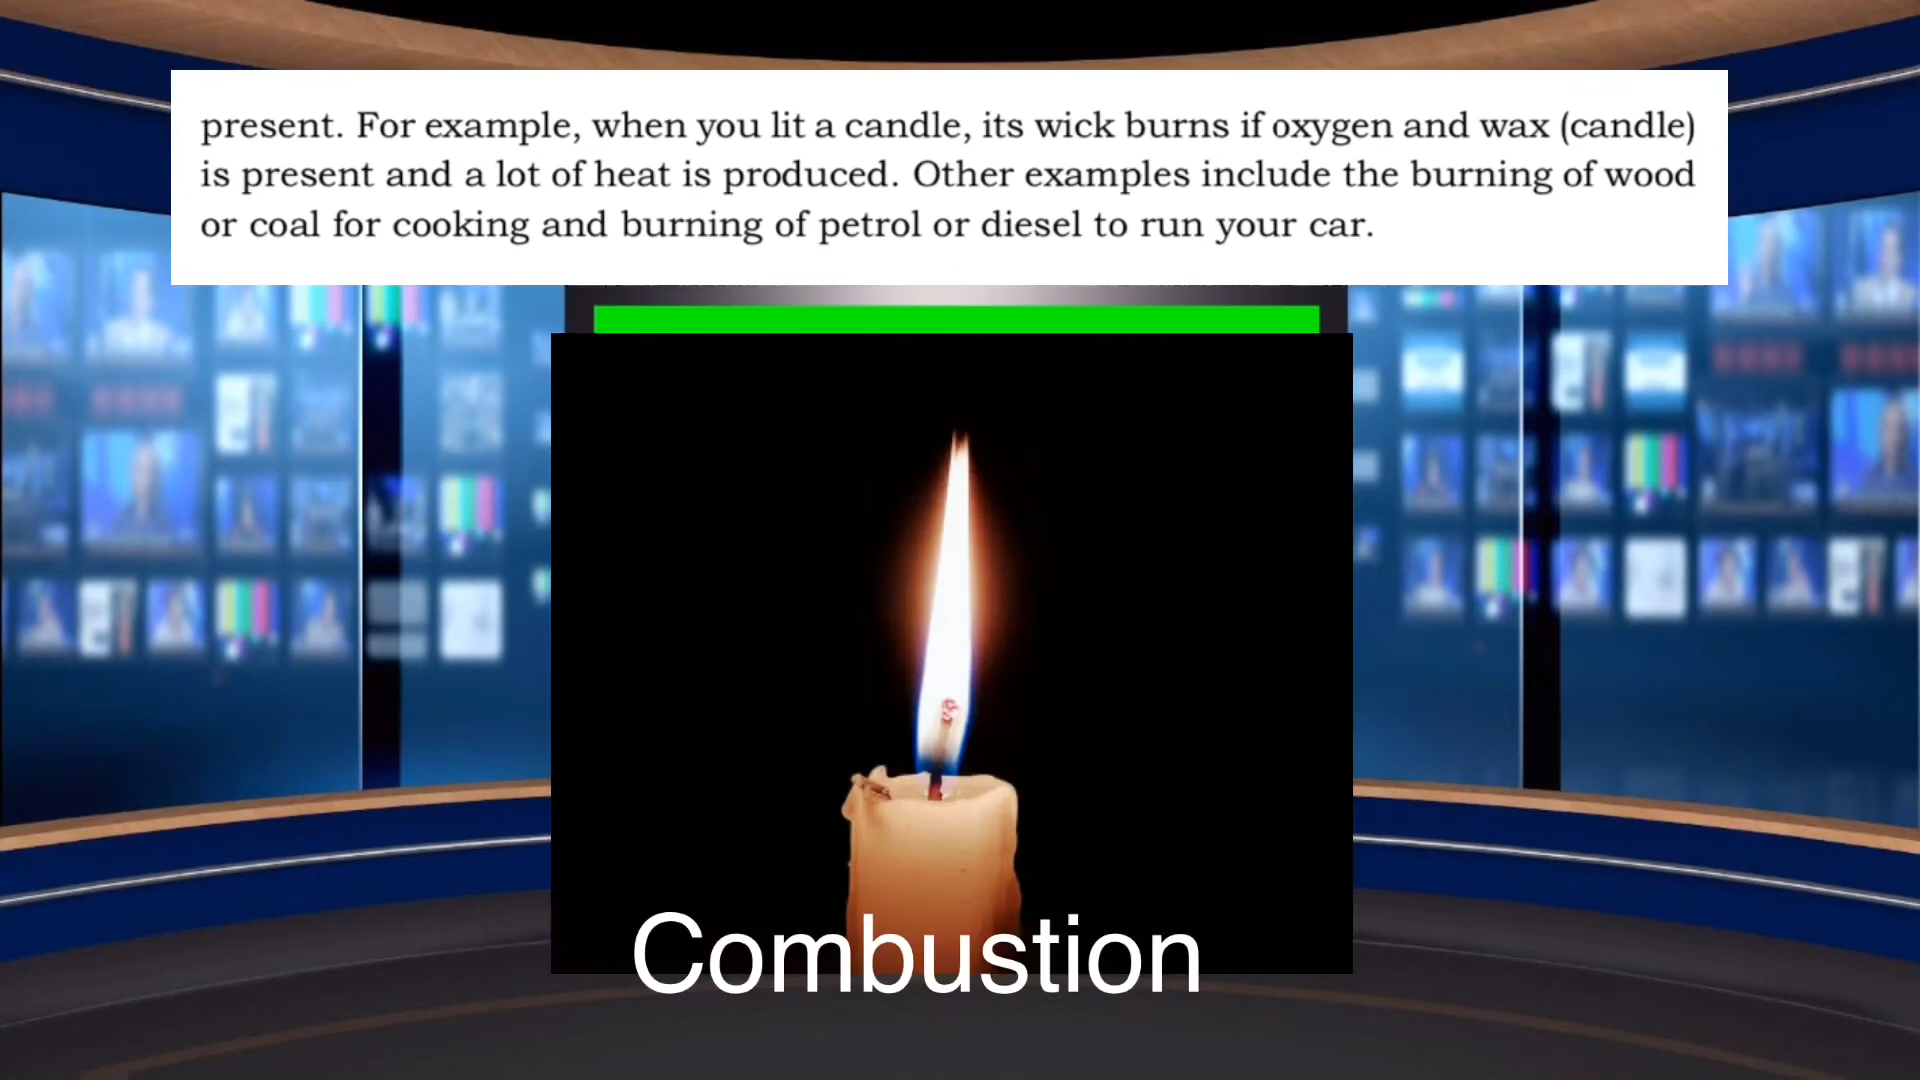 present. For example, when you lit a candle, its wick burns if oxygen and wax (candle)
is present and a lot of heat is produced. Other examples include the burning of wood
or coal for cooking and burning of petrol or diesel to run your car.
Combustion